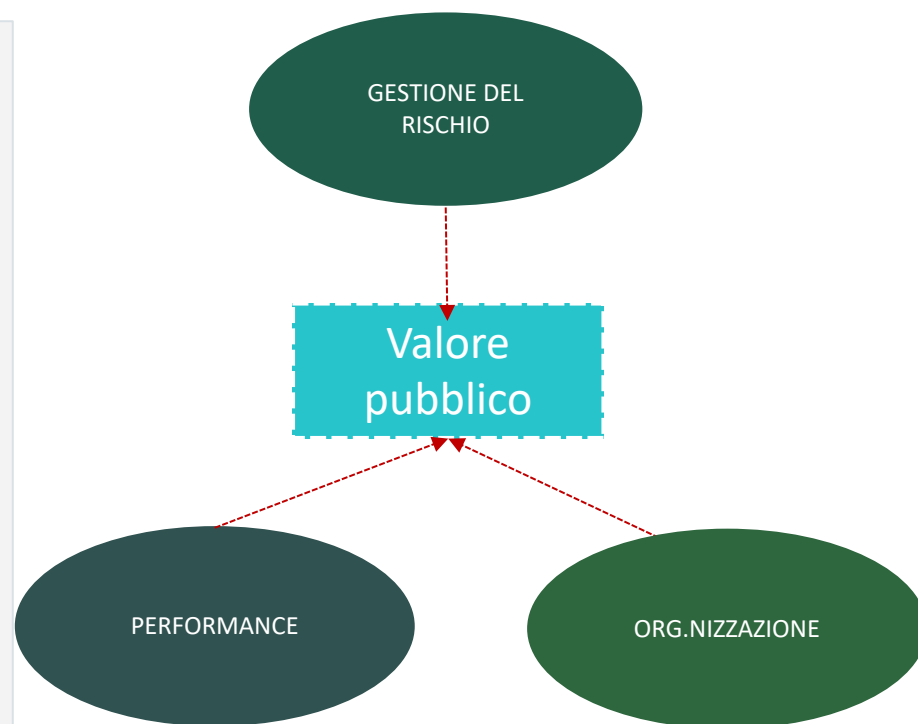 GESTIONE DEL
RISCHIO
Valore
pubblico
PERFORMANCE
ORG.NIZZAZIONE